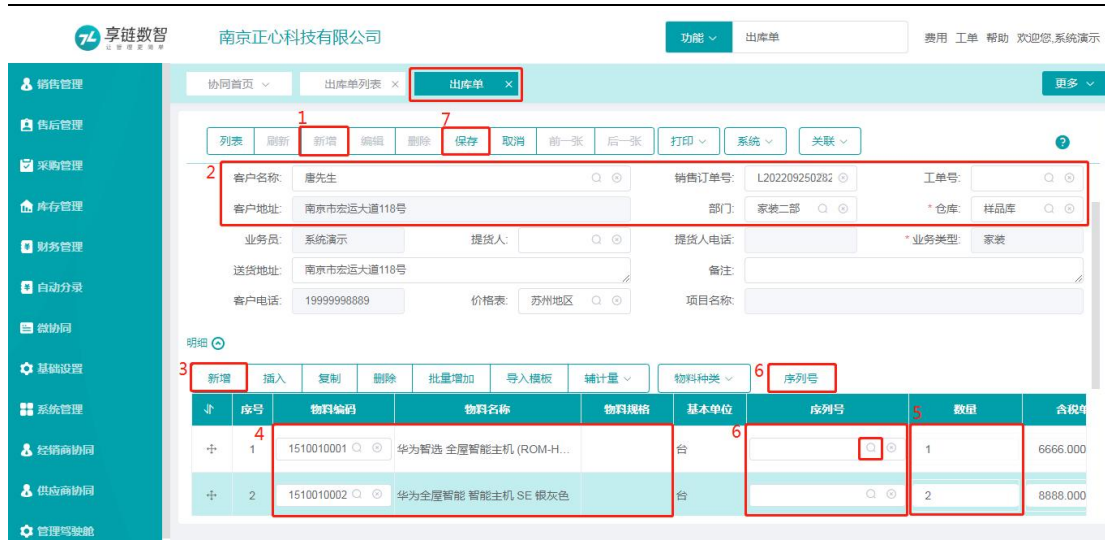 享链数智
让管理更简单
南京正心科技有限公司
功能
出库单
费用 工单 帮助 欢迎您,系统演示
销售管理
售后管理
采购管理
库存管理
财务管理
自动分录
微协同
基础设置
系统管理
经销商协同
供应商协同
管理驾驶舱
协同首页
出库单列表 ×
出库单 ×
更多
1
7
列表 刷新 新增 编辑 删除 保存 取消 前一张 后一张 打印 系统 关联
2
客户名称: 唐先生 销售订单号: L202209250282 工单号:
客户地址: 南京市宏运大道118号 部门: 家装二部 *仓库: 样品库
业务员: 系统演示 提货人: 提货人电话: *业务类型: 家装
送货地址: 南京市宏运大道118号 备注:
客户电话: 19999998889 价格表: 苏州地区 项目名称:
明细
3
新增 插入 复制 删除 批量增加 导入模板 辅计量 物料种类 6 序列号
序号 物料编码 物料名称 物料规格 基本单位 序列号 5 数量 含税单
4 6
1 1510010001 华为智选 全屋智能主机 (ROM-H... 台 1 6666.000
2 1510010002 华为全屋智能 智能主机 SE 银灰色 台 2 8888.000